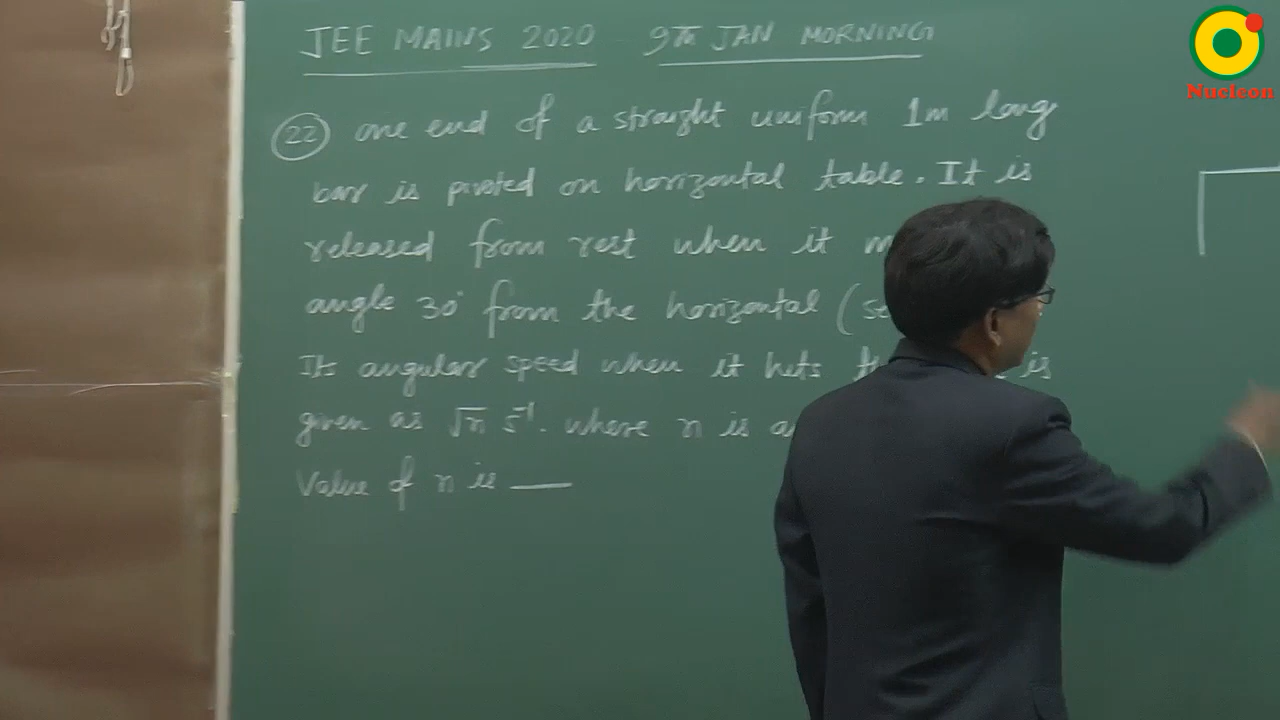 JEE MAINS 2020 9TH JAN MORNING
Nucleon
22 one end of a straight uniform 1m long
bar is pivoted on horizontal table. It is
released from rest when it
angle 30° from the horizontal (
Its angular speed when it hits is
given as √n s⁻¹. where n is
Value of n is ___